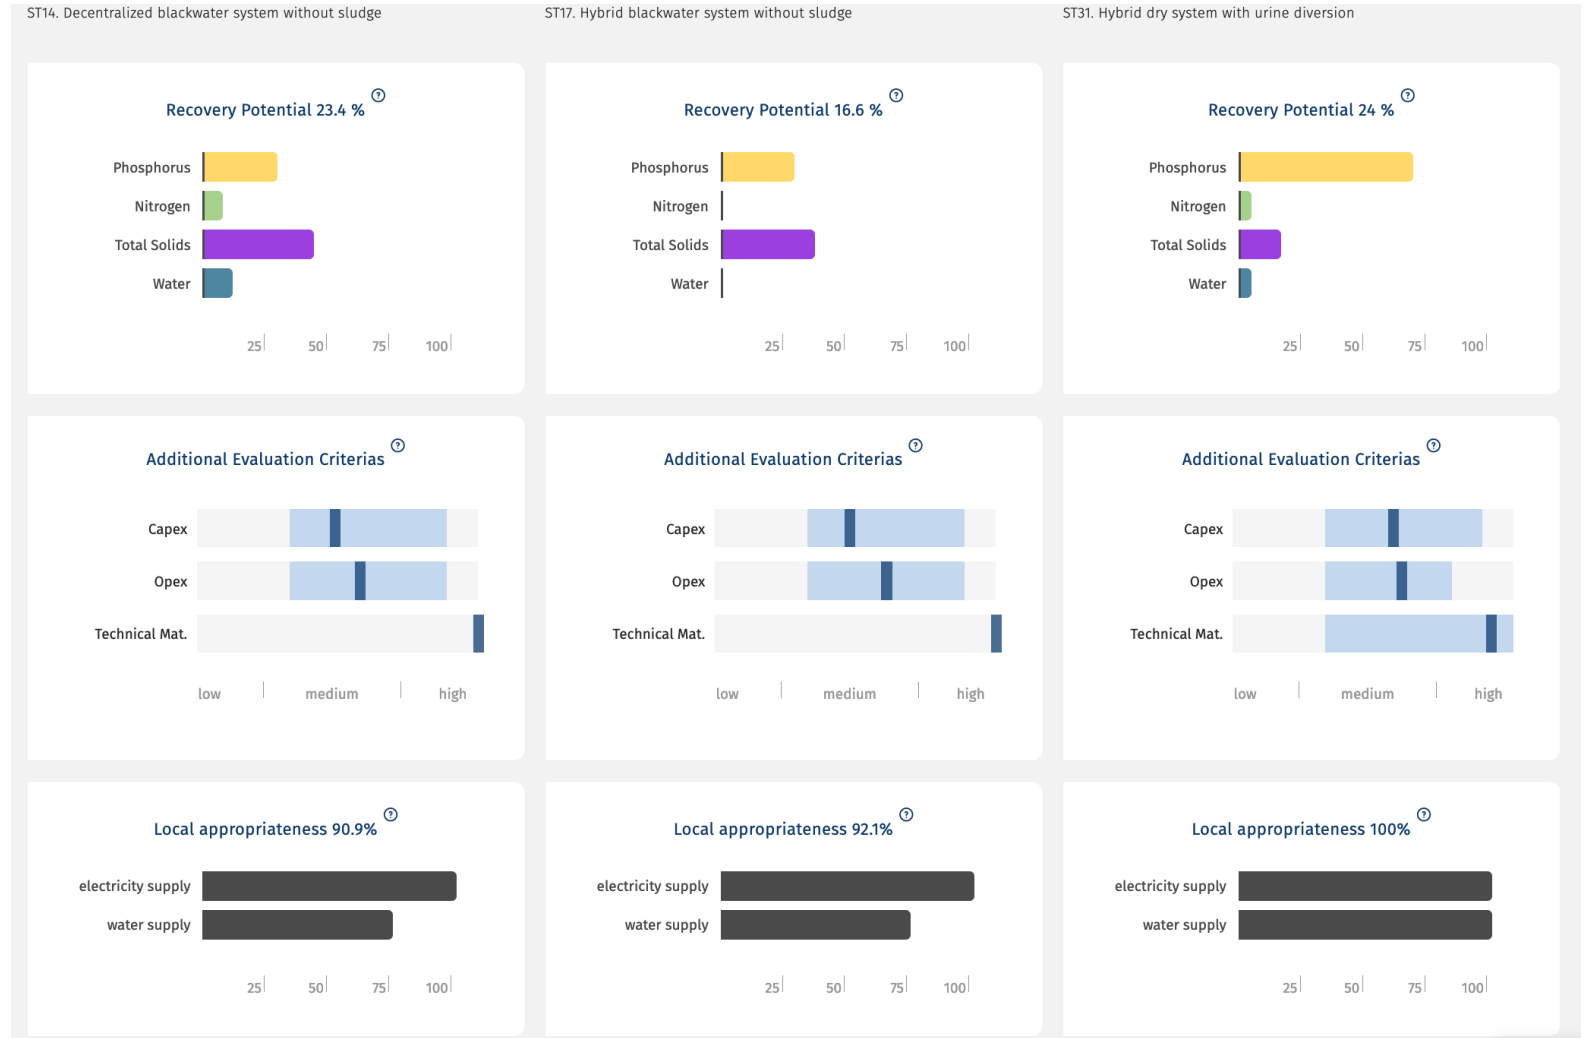 ST14. Decentralized blackwater system without sludge
ST17. Hybrid blackwater system without sludge
ST31. Hybrid dry system with urine diversion
Recovery Potential 23.4 %
Phosphorus
Nitrogen
Total Solids
Water
25 50 75 100
Recovery Potential 16.6 %
Phosphorus
Nitrogen
Total Solids
Water
25 50 75 100
Recovery Potential 24 %
Phosphorus
Nitrogen
Total Solids
Water
25 50 75 100
Additional Evaluation Criterias
Capex
Opex
Technical Mat.
low medium high
Additional Evaluation Criterias
Capex
Opex
Technical Mat.
low medium high
Additional Evaluation Criterias
Capex
Opex
Technical Mat.
low medium high
Local appropriateness 90.9%
electricity supply
water supply
25 50 75 100
Local appropriateness 92.1%
electricity supply
water supply
25 50 75 100
Local appropriateness 100%
electricity supply
water supply
25 50 75 100